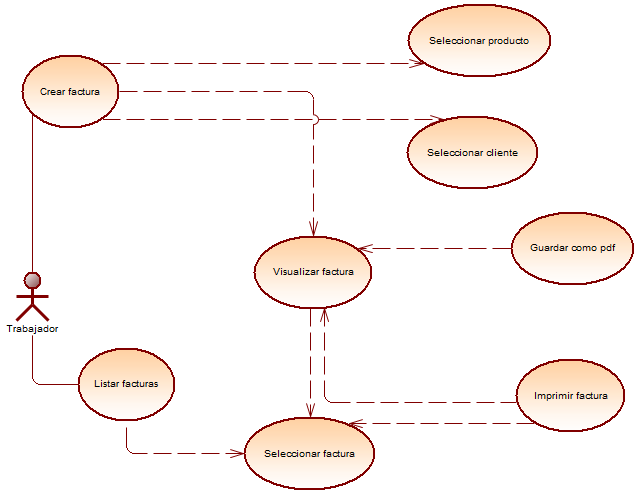 Seleccionar producto
Crear factura
Seleccionar cliente
Guardar como pdf
Visualizar factura
Trabajador
Listar facturas
Imprimir factura
Seleccionar factura